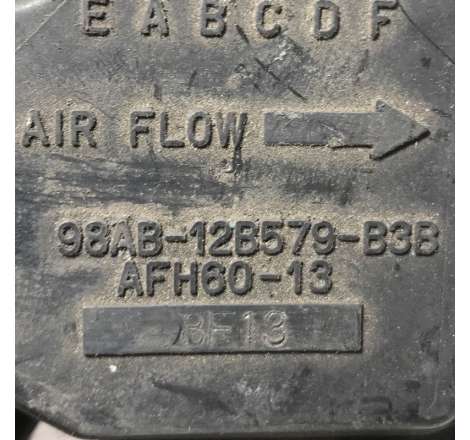 E A B C D F
AIR FLOW
98AB-12B579-B3B
AFH60-13